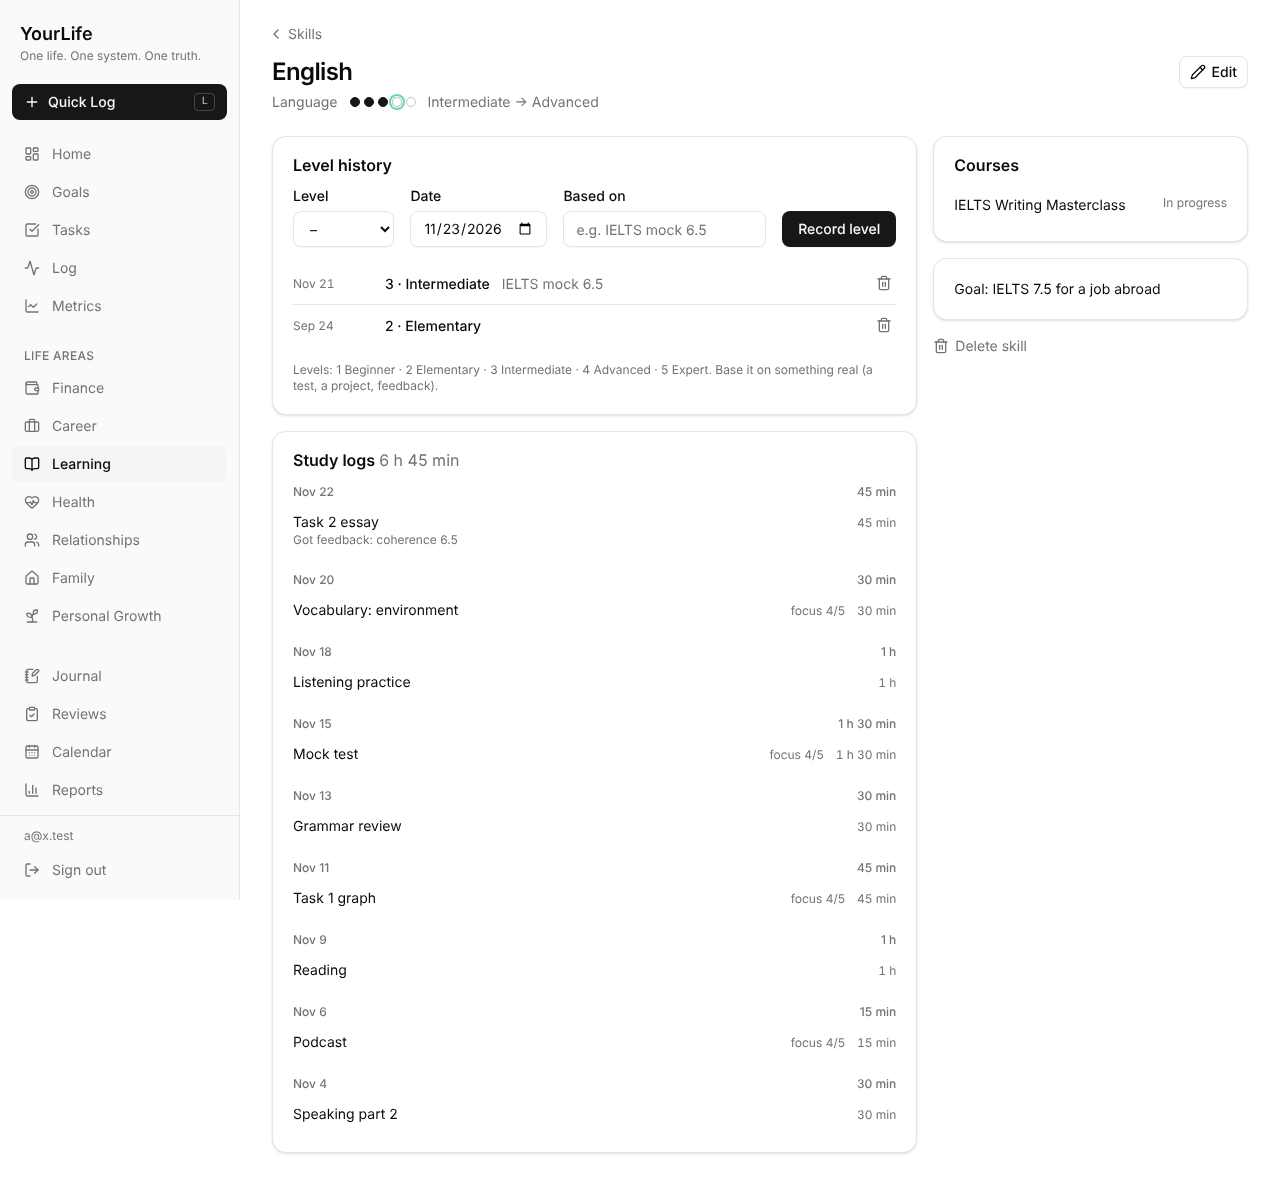 YourLife
One life. One system. One truth.
Quick Log
L
Home
Goals
Tasks
Log
Metrics
LIFE AREAS
Finance
Career
Learning
Health
Relationships
Family
Personal Growth
Journal
Reviews
Calendar
Reports
a@x.test
Sign out
Skills
English
Edit
Language Intermediate → Advanced
Level history
Level Date Based on
– 11/23/2026 e.g. IELTS mock 6.5 Record level
Nov 21 3 · Intermediate IELTS mock 6.5
Sep 24 2 · Elementary
Levels: 1 Beginner · 2 Elementary · 3 Intermediate · 4 Advanced · 5 Expert. Base it on something real (a
test, a project, feedback).
Study logs 6 h 45 min
Nov 22 45 min
Task 2 essay 45 min
Got feedback: coherence 6.5
Nov 20 30 min
Vocabulary: environment focus 4/5 30 min
Nov 18 1 h
Listening practice 1 h
Nov 15 1 h 30 min
Mock test focus 4/5 1 h 30 min
Nov 13 30 min
Grammar review 30 min
Nov 11 45 min
Task 1 graph focus 4/5 45 min
Nov 9 1 h
Reading 1 h
Nov 6 15 min
Podcast focus 4/5 15 min
Nov 4 30 min
Speaking part 2 30 min
Courses
IELTS Writing Masterclass In progress
Goal: IELTS 7.5 for a job abroad
Delete skill